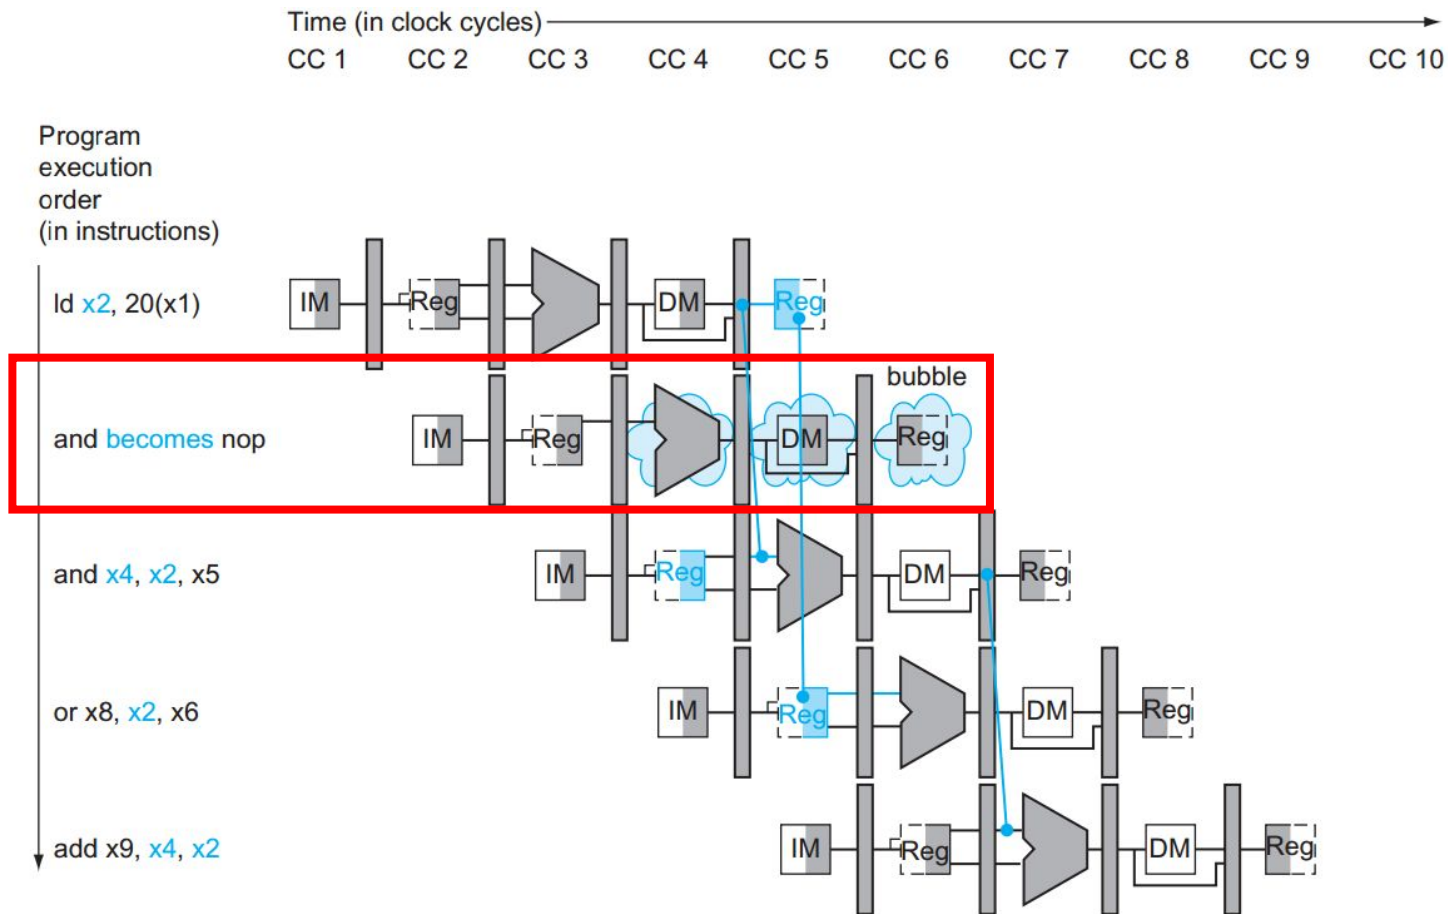 Time (in clock cycles)
CC 1 CC 2 CC 3 CC 4 CC 5 CC 6 CC 7 CC 8 CC 9 CC 10
Program
execution
order
(in instructions)
ld x2, 20(x1)
IM Reg DM Reg
bubble
and becomes nop
IM Reg DM Reg
and x4, x2, x5
IM Reg DM Reg
or x8, x2, x6
IM Reg DM Reg
add x9, x4, x2
IM Reg DM Reg